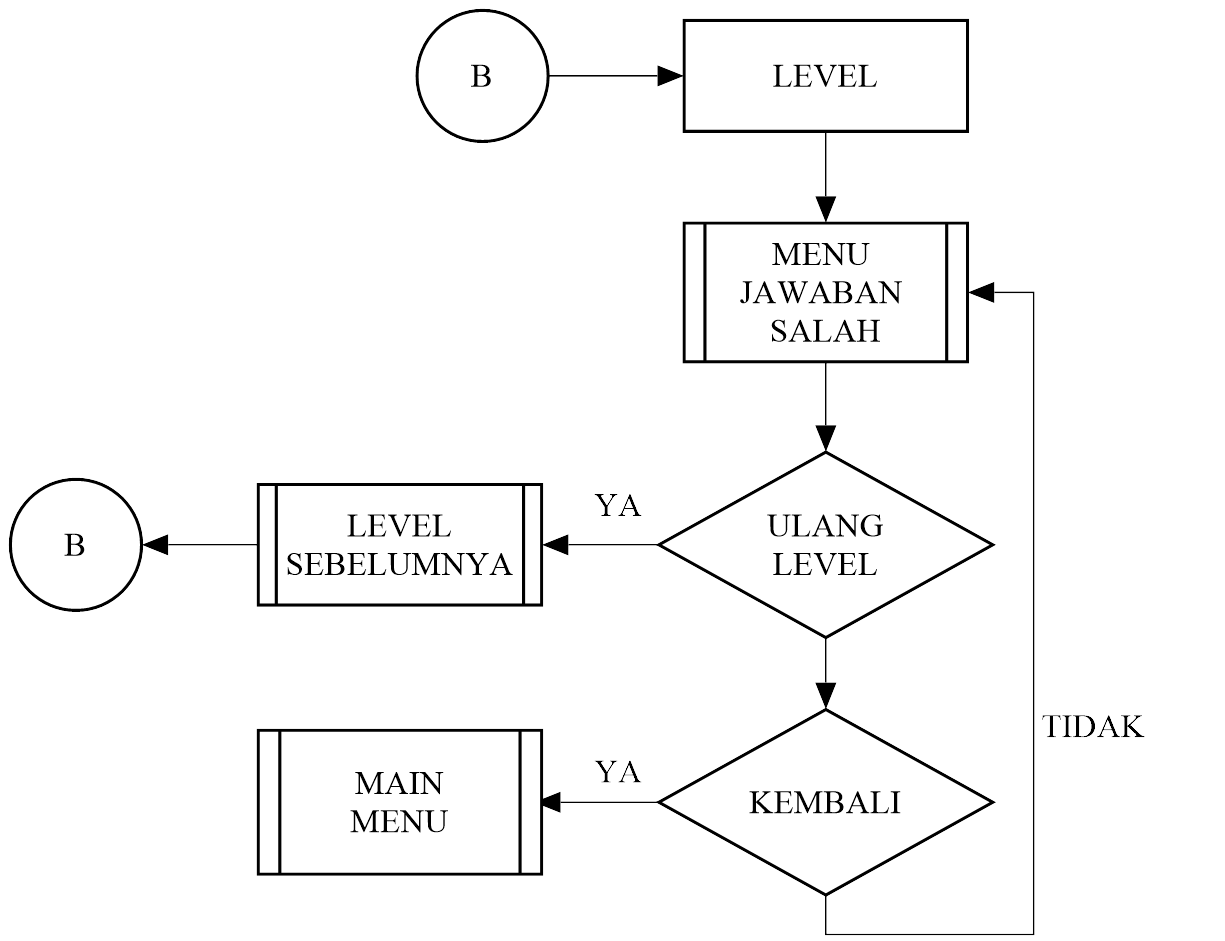 B
LEVEL
MENU
JAWABAN
SALAH
ULANG
LEVEL
YA
LEVEL
SEBELUMNYA
B
KEMBALI
YA
MAIN
MENU
TIDAK